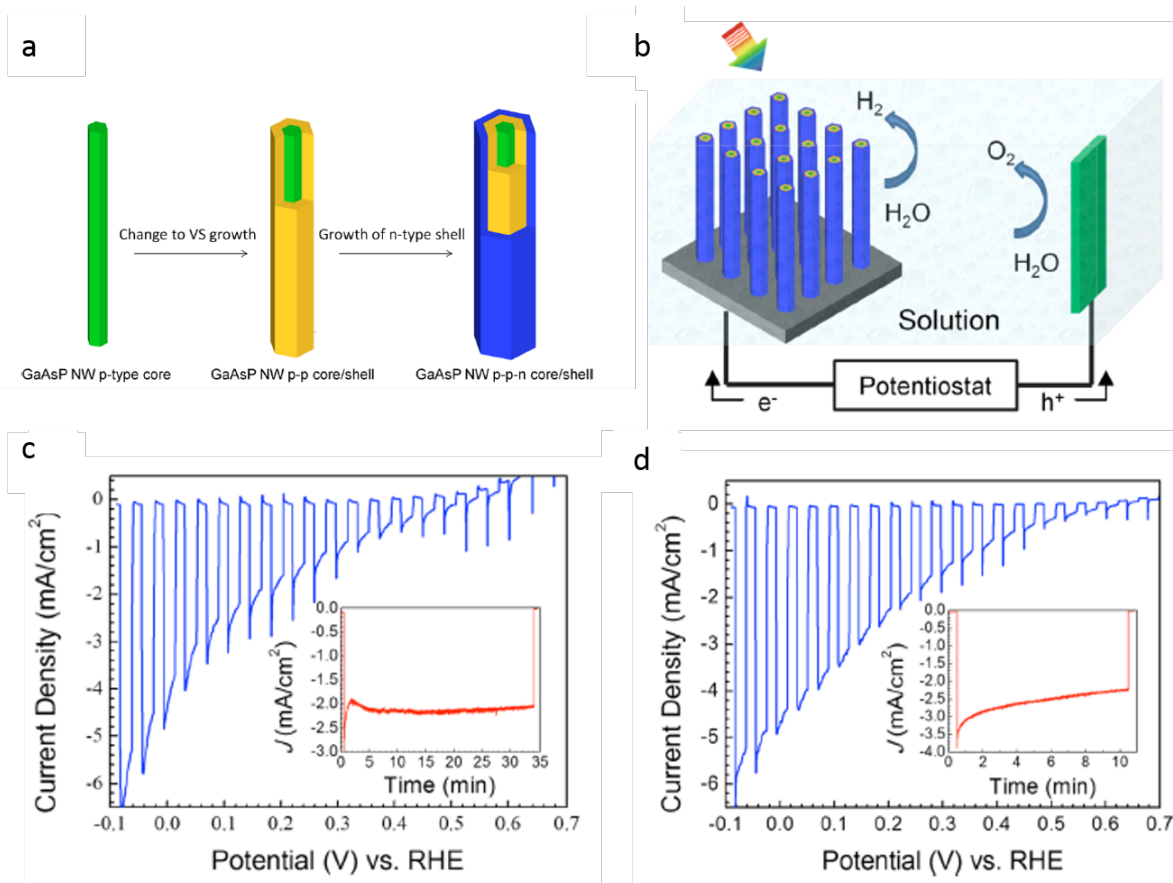 a
Change to VS growth
Growth of n-type shell
GaAsP NW p-type core
GaAsP NW p-p core/shell
GaAsP NW p-p-n core/shell
b
H₂
H₂O
O₂
H₂O
Solution
Potentiostat
e⁻
h⁺
c
0
-1
-2
-3
-4
-5
-6
Current Density (mA/cm²)
-0.1
0.0
0.1
0.2
0.3
0.4
0.5
0.6
0.7
Potential (V) vs. RHE
0.0
-0.5
-1.0
-1.5
-2.0
-2.5
-3.0
J (mA/cm²)
0
5
10
15
20
25
30
35
Time (min)
d
0
-1
-2
-3
-4
-5
-6
Current Density (mA/cm²)
-0.1
0.0
0.1
0.2
0.3
0.4
0.5
0.6
0.7
Potential (V) vs. RHE
0.0
-0.5
-1.0
-1.5
-2.0
-2.5
-3.0
-3.5
-4.0
J (mA/cm²)
0
2
4
6
8
10
Time (min)